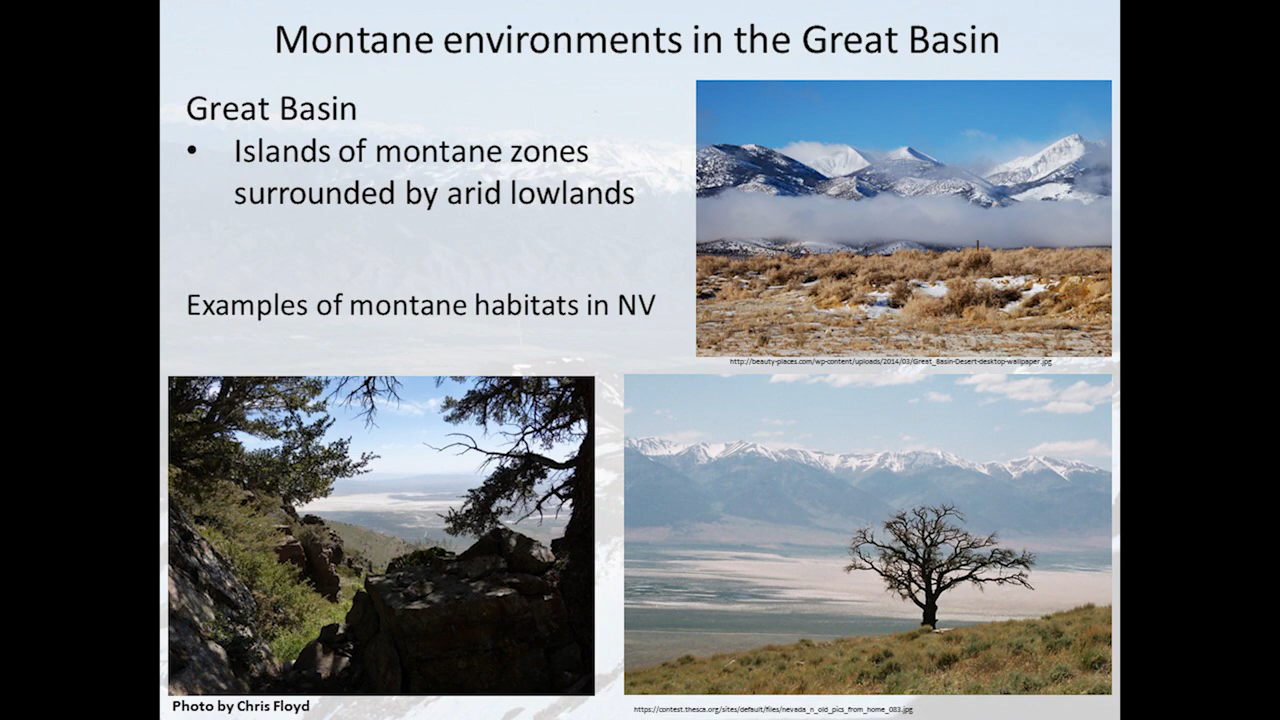 Montane environments in the Great Basin
Great Basin
• Islands of montane zones
surrounded by arid lowlands
Examples of montane habitats in NV
http://beauty-places.com/wp-content/uploads/2014/03/Great_Basin-Desert-desktop-wallpaper.jpg
Photo by Chris Floyd
https://contest.thesca.org/sites/default/files/nevada_n_old_pics_from_home_083.jpg